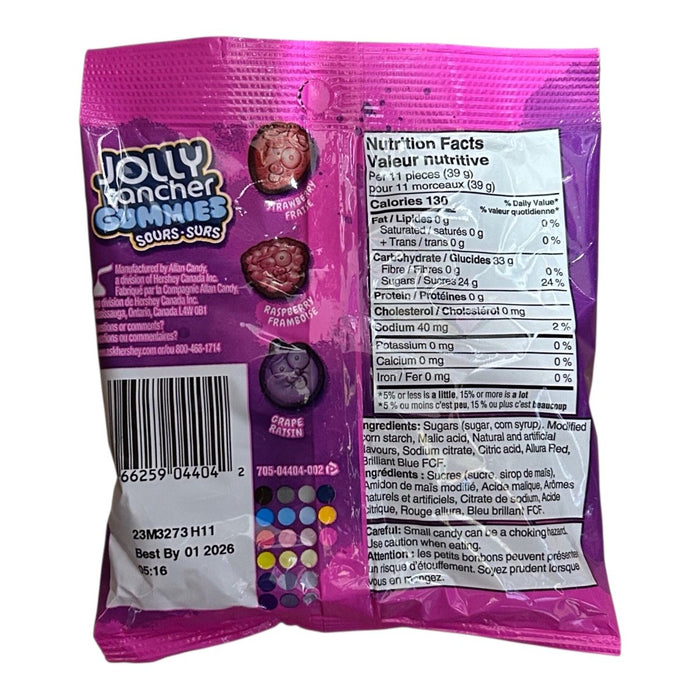 JOLLY
rancher
GUMMIES
SOURS • SURS
Manufactured by Allan Candy,
a division of Hershey Canada Inc.
Fabriqué par la Compagnie Allan Candy,
division de Hershey Canada Inc.
Ontario, Canada L4W 0B1
or comments?
ou commentaires?
or/ou 800-468-1714
STRAWBERRY
FRAISE
RASPBERRY
FRAMBOISE
GRAPE
RAISIN
66259 04404 2
705-04404-002
23M3273 H11
Best By 01 2026
05:16
Nutrition Facts
Valeur nutritive
Per 11 pieces (39 g)
pour 11 morceaux (39 g)
Calories 130 % Daily Value*
% valeur quotidienne*
Fat / Lipides 0 g 0 %
Saturated / saturés 0 g
+ Trans / trans 0 g 0 %
Carbohydrate / Glucides 33 g
Fibre / Fibres 0 g 0 %
Sugars / Sucres 24 g 24 %
Protein / Protéines 0 g
Cholesterol / Cholestérol 0 mg
Sodium 40 mg 2 %
Potassium 0 mg 0 %
Calcium 0 mg 0 %
Iron / Fer 0 mg 0 %
*5% or less is a little, 15% or more is a lot
*5 % ou moins c'est peu, 15 % ou plus c'est beaucoup
Ingredients: Sugars (sugar, corn syrup), Modified
corn starch, Malic acid, Natural and artificial
flavours, Sodium citrate, Citric acid, Allura Red,
Brilliant Blue FCF.
Ingrédients : Sucres (sucre, sirop de maïs),
Amidon de maïs modifié, Acide malique, Arômes
naturels et artificiels, Citrate de sodium, Acide
citrique, Rouge allura, Bleu brillant FCF.
Careful: Small candy can be a choking hazard.
Use caution when eating.
Attention : les petits bonbons peuvent présenter
un risque d'étouffement. Soyez prudent lorsque
vous en mangez.